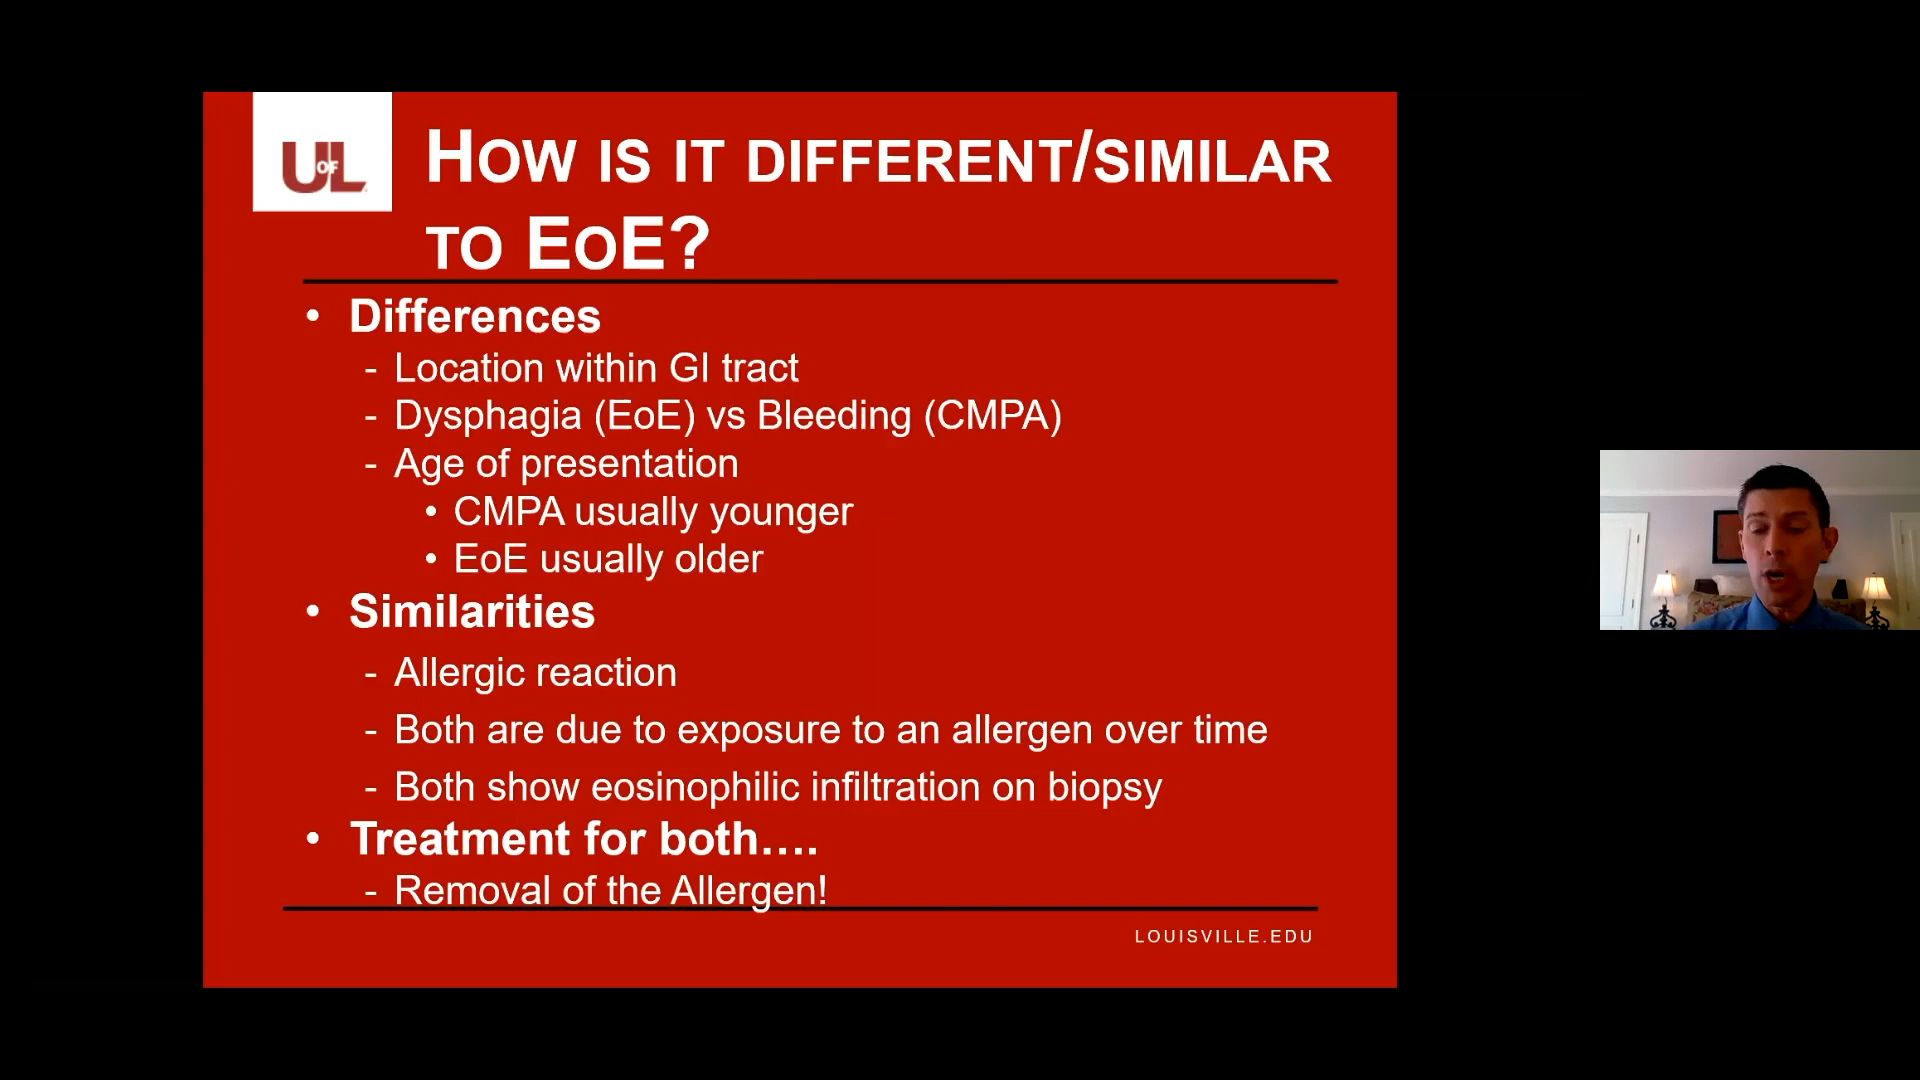 UofL
How is it different/similar
to EoE?
• Differences
- Location within GI tract
- Dysphagia (EoE) vs Bleeding (CMPA)
- Age of presentation
• CMPA usually younger
• EoE usually older
• Similarities
- Allergic reaction
- Both are due to exposure to an allergen over time
- Both show eosinophilic infiltration on biopsy
• Treatment for both....
- Removal of the Allergen!
LOUISVILLE.EDU